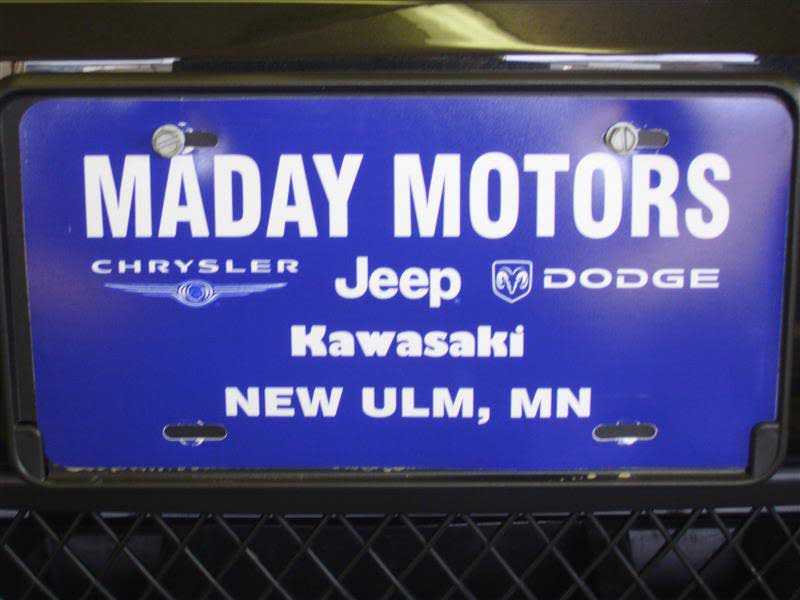 MADAY MOTORS
CHRYSLER Jeep DODGE
Kawasaki
NEW ULM, MN